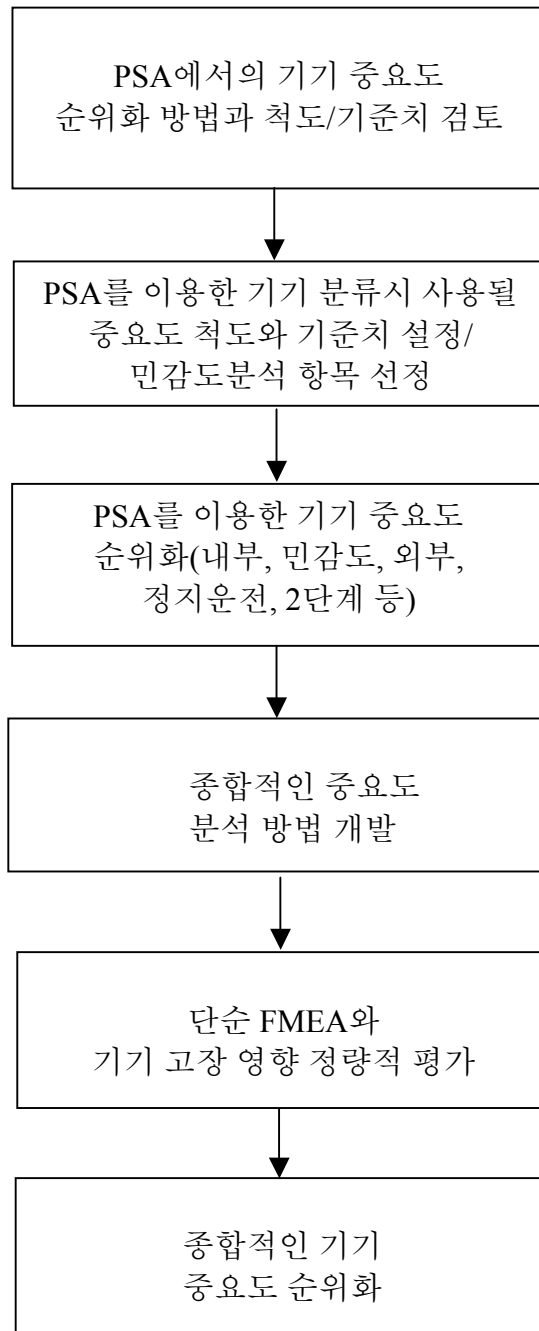 PSA에서의 기기 중요도
순위화 방법과 척도/기준치 검토
PSA를 이용한 기기 분류시 사용될
중요도 척도와 기준치 설정/
민감도분석 항목 선정
PSA를 이용한 기기 중요도
순위화(내부, 민감도, 외부,
정지운전, 2단계 등)
종합적인 중요도
분석 방법 개발
단순 FMEA와
기기 고장 영향 정량적 평가
종합적인 기기
중요도 순위화